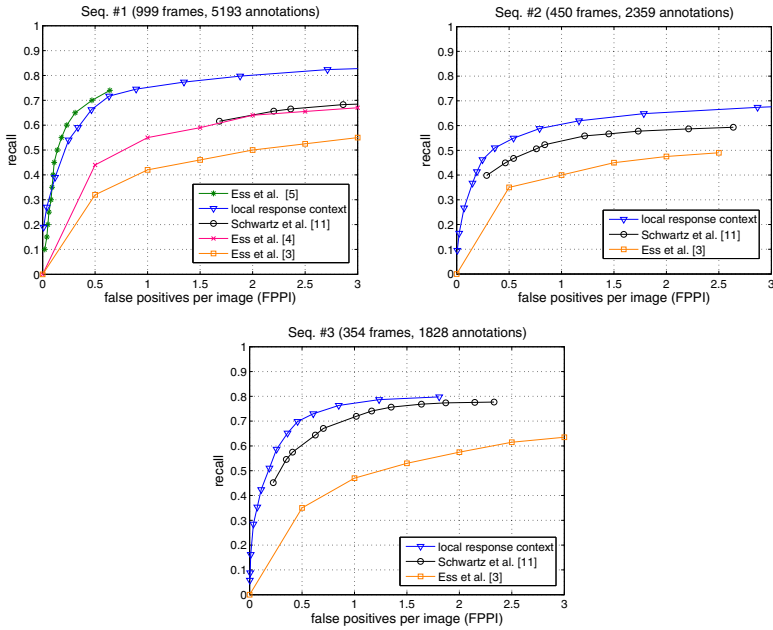 Seq. #1 (999 frames, 5193 annotations)
1
0.9
0.8
0.7
0.6
0.5
0.4
0.3
0.2
0.1
0
recall
0
0.5
1
1.5
2
2.5
3
false positives per image (FPPI)
Ess et al. [5]
local response context
Schwartz et al. [11]
Ess et al. [4]
Ess et al. [3]
Seq. #2 (450 frames, 2359 annotations)
1
0.9
0.8
0.7
0.6
0.5
0.4
0.3
0.2
0.1
0
recall
0
0.5
1
1.5
2
2.5
3
false positives per image (FPPI)
local response context
Schwartz et al. [11]
Ess et al. [3]
Seq. #3 (354 frames, 1828 annotations)
1
0.9
0.8
0.7
0.6
0.5
0.4
0.3
0.2
0.1
0
recall
0
0.5
1
1.5
2
2.5
3
false positives per image (FPPI)
local response context
Schwartz et al. [11]
Ess et al. [3]